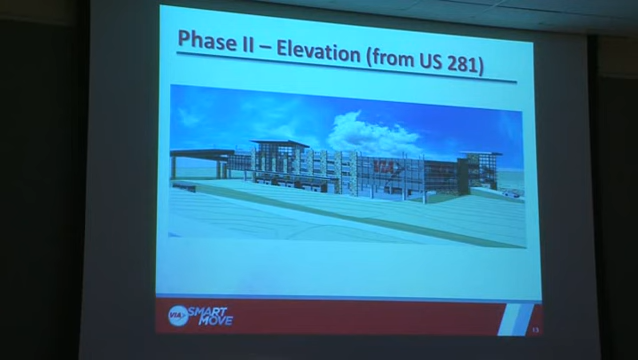 Phase II – Elevation (from US 281)
VIA
VIA
SMART
MOVE
13